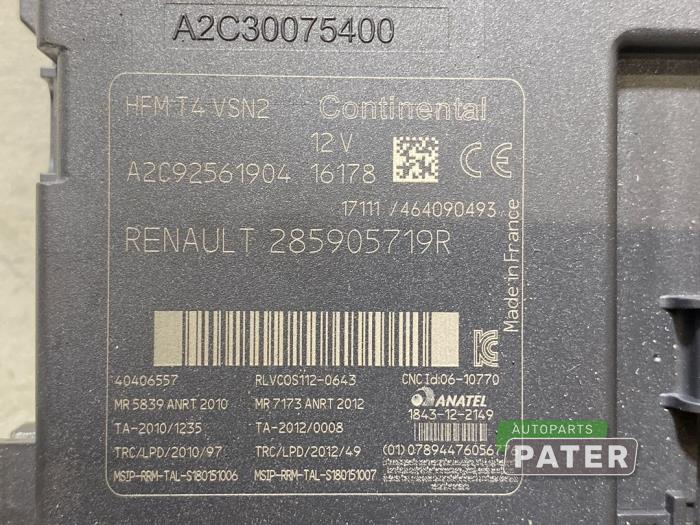 A2C30075400
HFM T4 VSN2 Continental
12 V
A2C92561904 16178 CE
17111 /464090493
RENAULT 285905719R
Made in France
40406557 RLVCOS112-0643 CNC Id:06-10770
MR 5839 ANRT 2010 MR 7173 ANRT 2012 ANATEL
TA-2010/1235 TA-2012/0008 1843-12-2149
TRC/LPD/2010/97 TRC/LPD/2012/49
MSIP-RRM-TAL-S180151006 MSIP-RRM-TAL-S180151007
AUTOPARTS
PATER